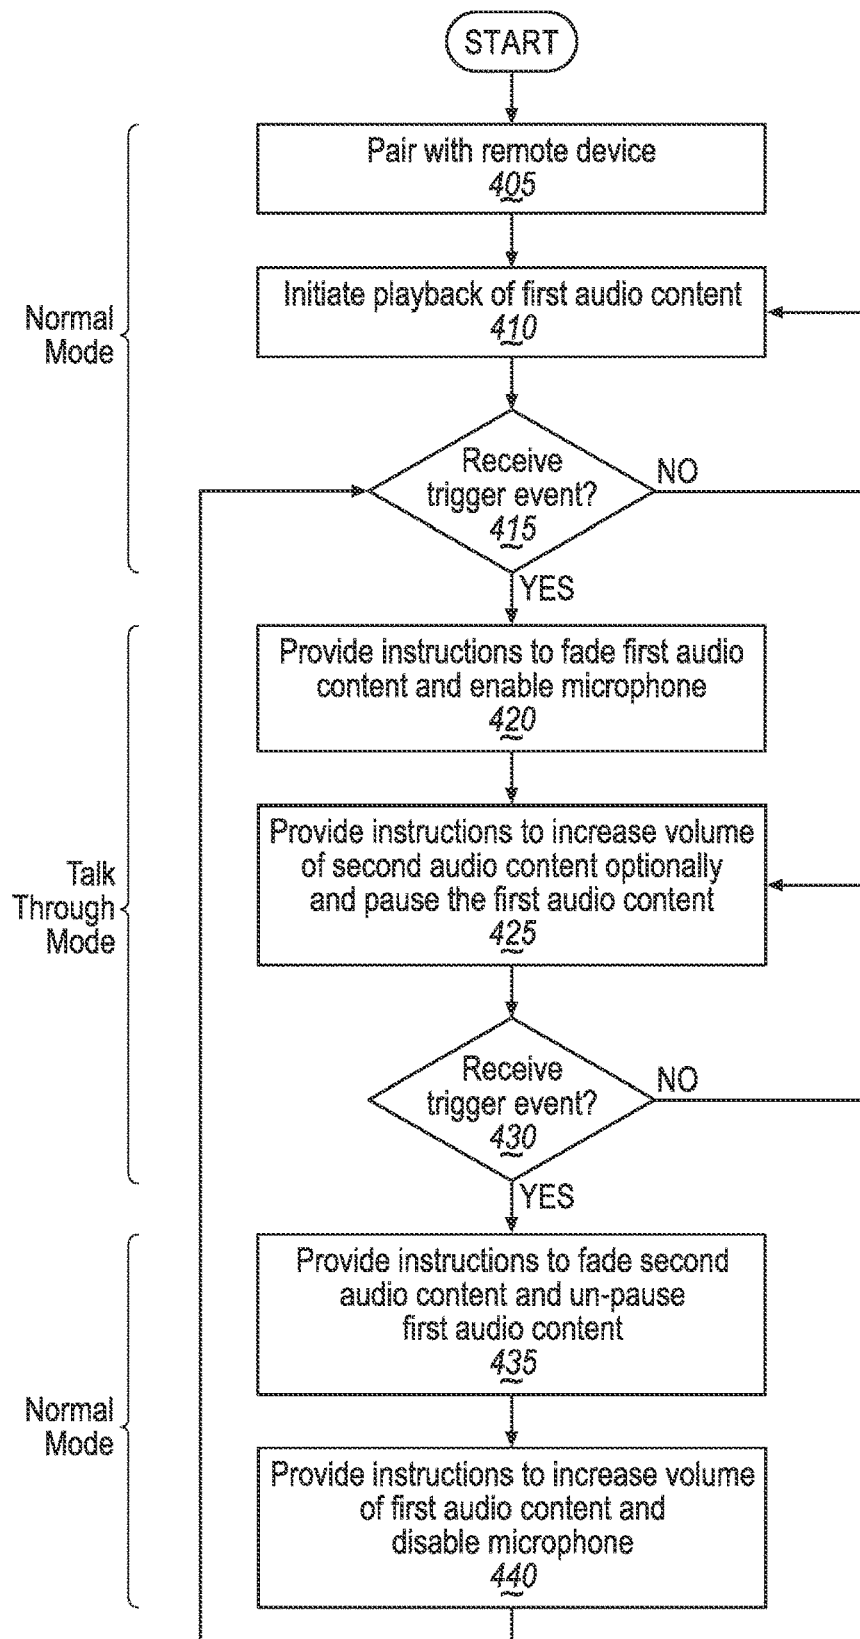 START
Pair with remote device
405
Initiate playback of first audio content
410
Normal
Mode
Receive
trigger event?
415
NO
YES
Provide instructions to fade first audio
content and enable microphone
420
Provide instructions to increase volume
of second audio content optionally
and pause the first audio content
425
Talk
Through
Mode
Receive
trigger event?
430
NO
YES
Provide instructions to fade second
audio content and un-pause
first audio content
435
Normal
Mode
Provide instructions to increase volume
of first audio content and
disable microphone
440